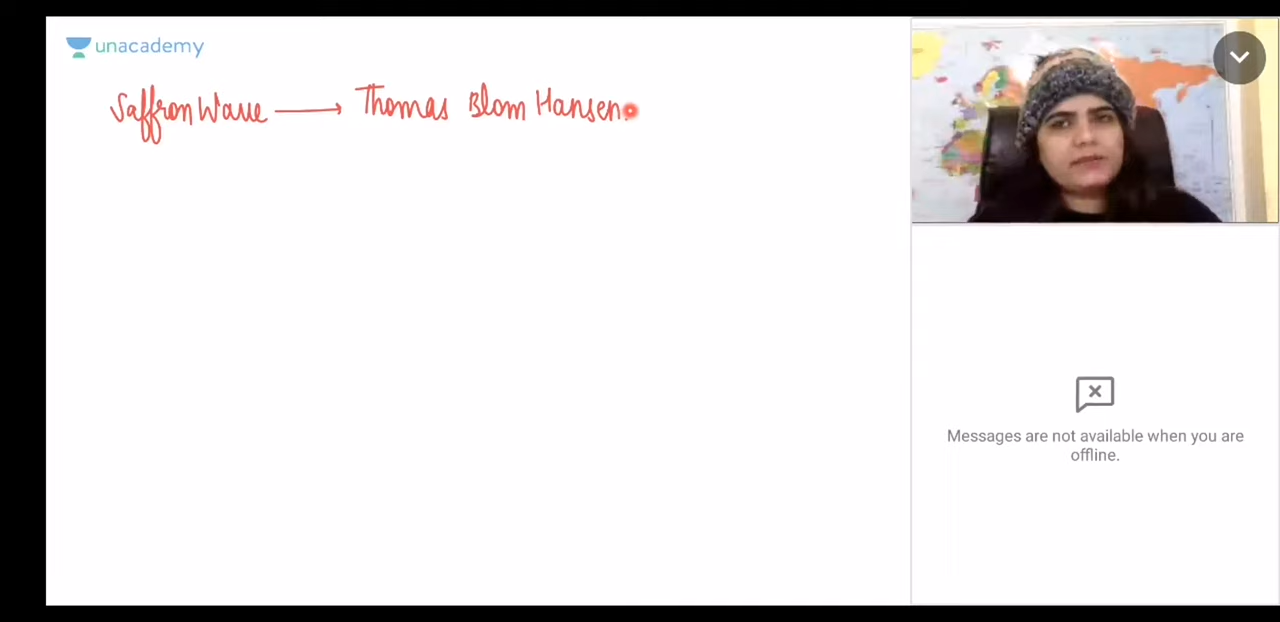 unacademy
Saffron Wave → Thomas Blom Hansen
Messages are not available when you are
offline.